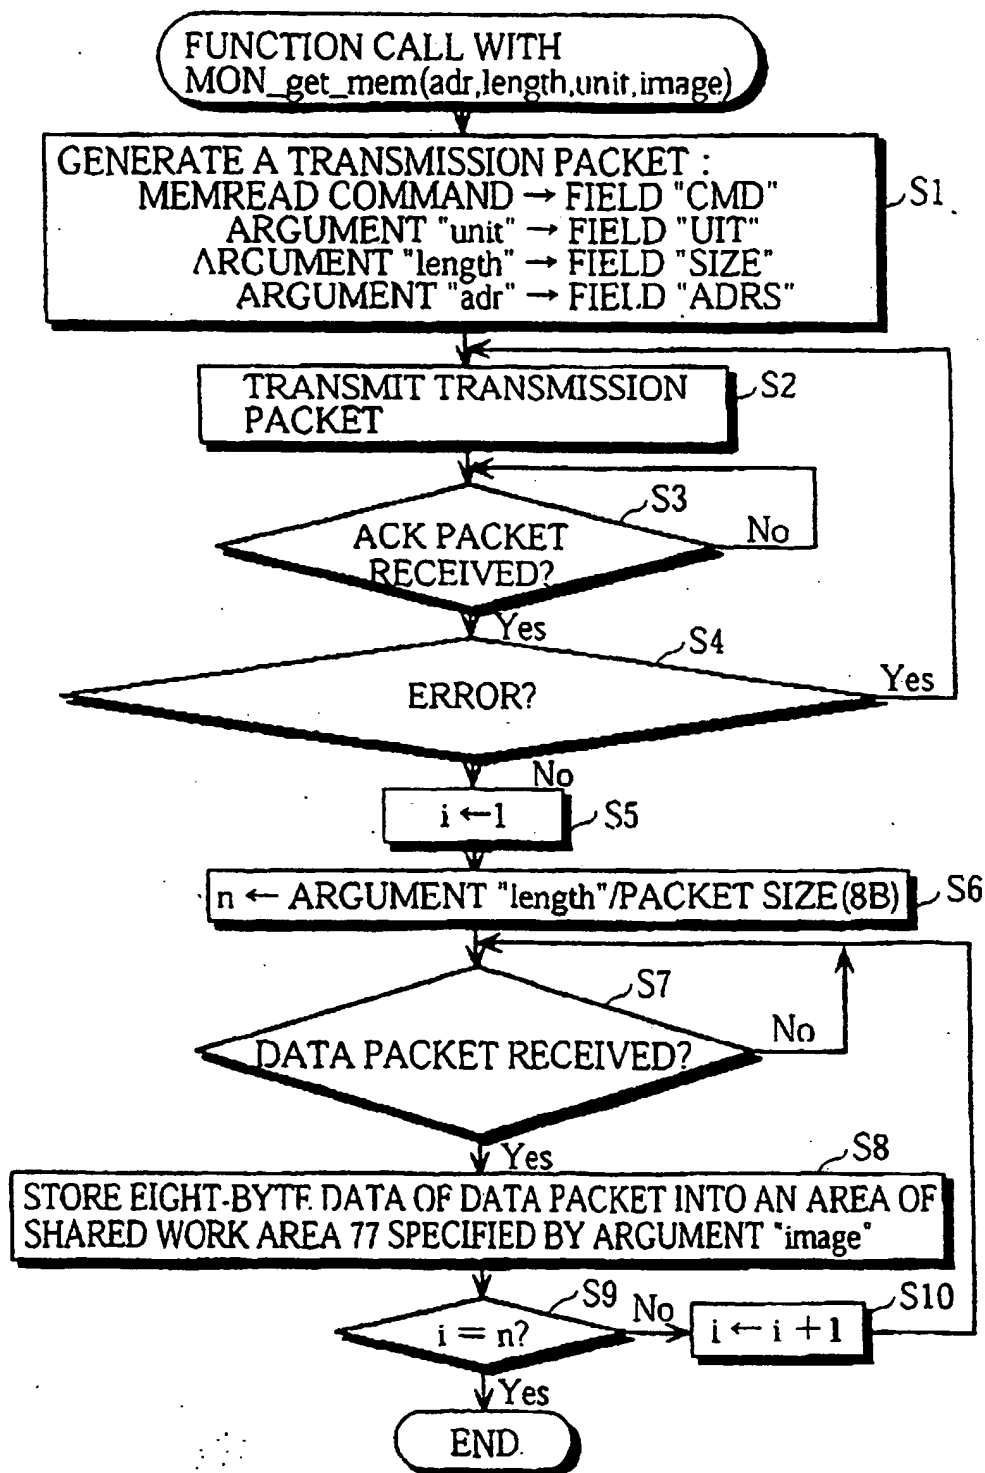 FUNCTION CALL WITH
MON_get_mem(adr,length,unit,image)
GENERATE A TRANSMISSION PACKET :
MEMREAD COMMAND → FIELD "CMD"
ARGUMENT "unit" → FIELD "UIT"
ARGUMENT "length" → FIELD "SIZE"
ARGUMENT "adr" → FIELD "ADRS"
S1
TRANSMIT TRANSMISSION
PACKET
S2
S3
ACK PACKET
RECEIVED?
No
Yes
S4
ERROR?
Yes
No
i ←1
S5
n ← ARGUMENT "length"/PACKET SIZE(8B)
S6
S7
DATA PACKET RECEIVED?
No
Yes
S8
STORE EIGHT-BYTE DATA OF DATA PACKET INTO AN AREA OF
SHARED WORK AREA 77 SPECIFIED BY ARGUMENT "image"
S9
i = n?
No
S10
i ← i + 1
Yes
END